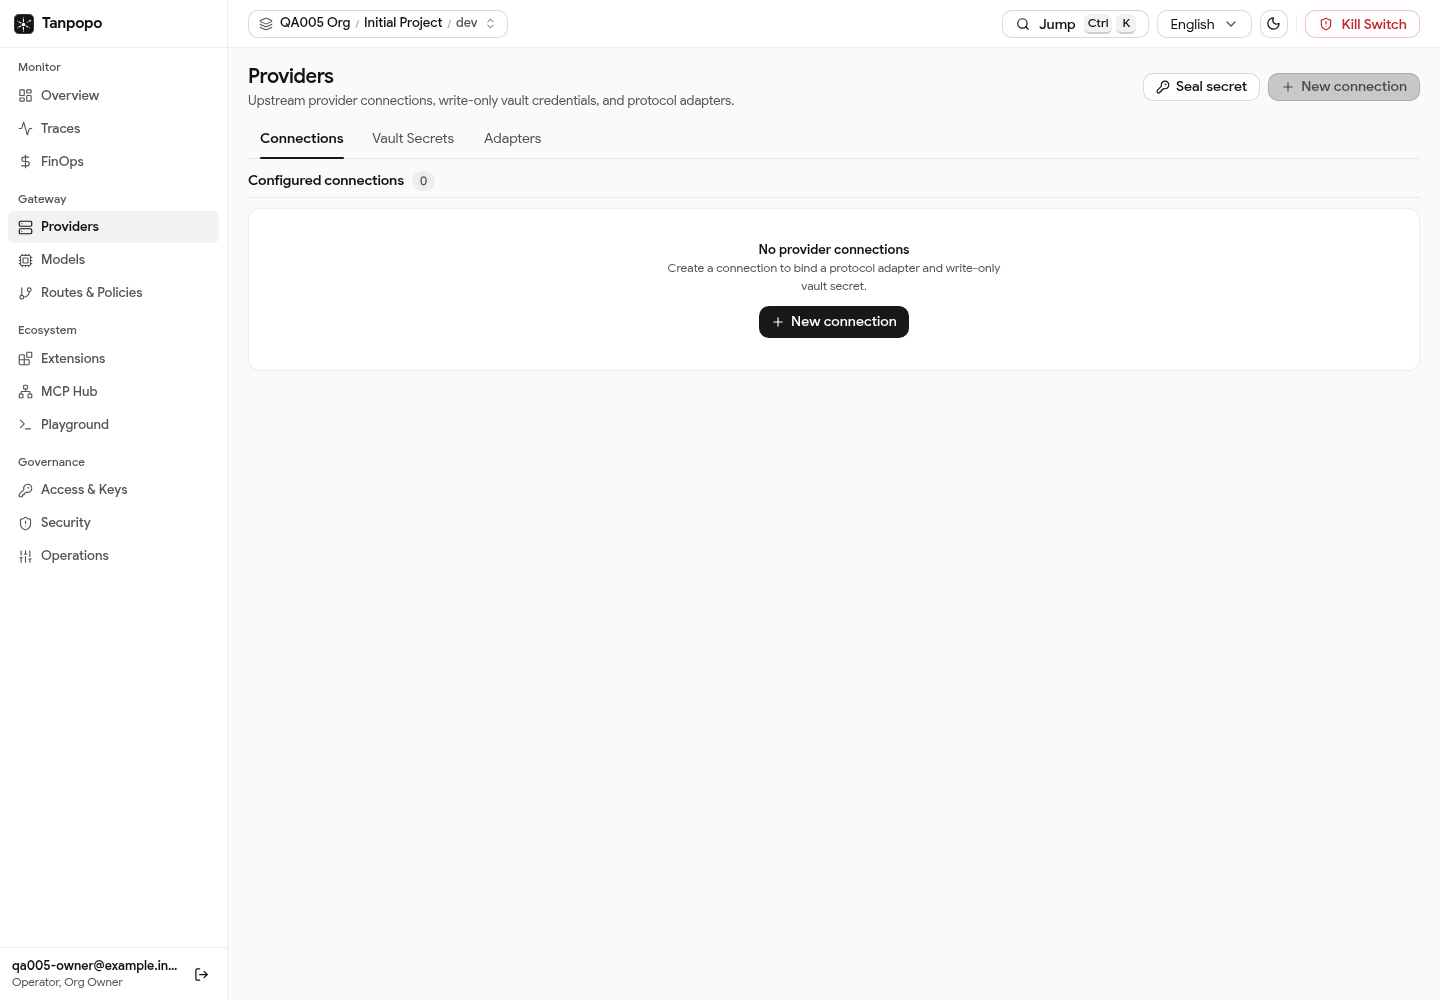 Tanpopo
QA005 Org / Initial Project / dev
Jump Ctrl K
English
Kill Switch
Monitor
Overview
Traces
FinOps
Gateway
Providers
Models
Routes & Policies
Ecosystem
Extensions
MCP Hub
Playground
Governance
Access & Keys
Security
Operations
qa005-owner@example.in...
Operator, Org Owner
Providers
Upstream provider connections, write-only vault credentials, and protocol adapters.
Seal secret
New connection
Connections Vault Secrets Adapters
Configured connections 0
No provider connections
Create a connection to bind a protocol adapter and write-only
vault secret.
New connection